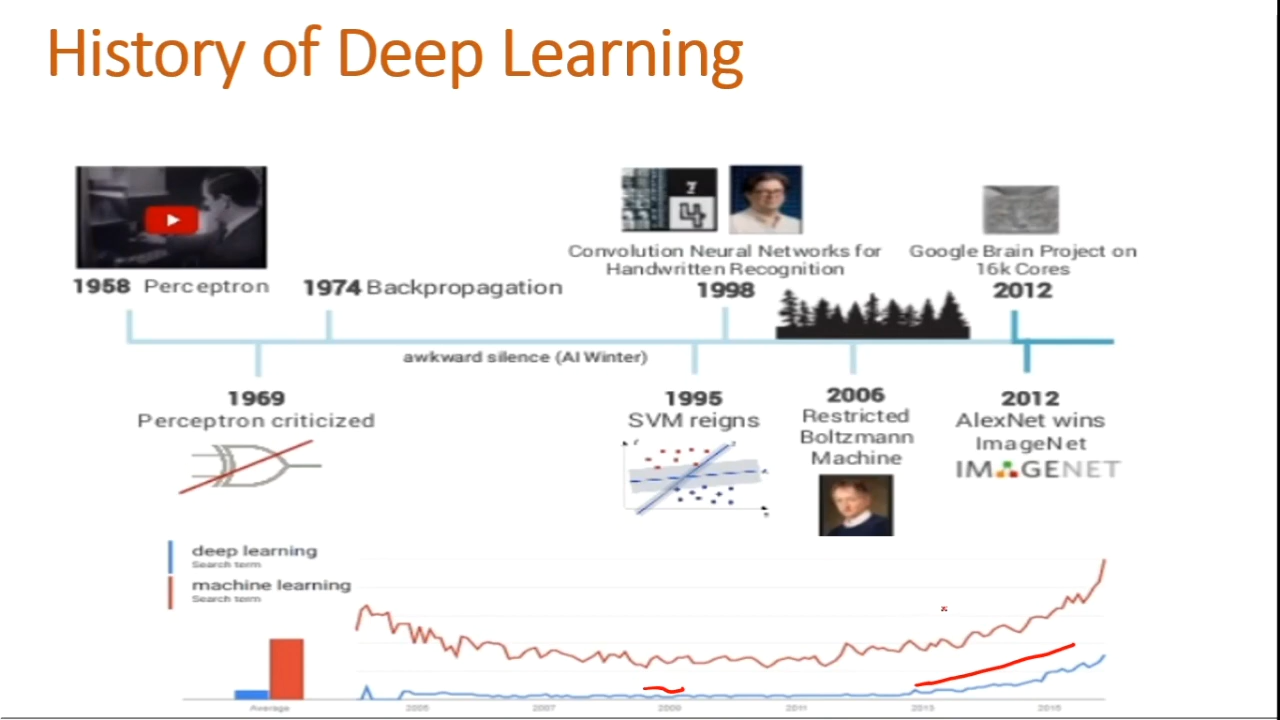 History of Deep Learning
Convolution Neural Networks for
Handwritten Recognition
Google Brain Project on
16k Cores
1958 Perceptron
1974 Backpropagation
1998
2012
awkward silence (AI Winter)
1969
Perceptron criticized
1995
SVM reigns
2006
Restricted
Boltzmann
Machine
2012
AlexNet wins
ImageNet
IMAGENET
deep learning
Search term
machine learning
Search term
Average
2005
2007
2009
2011
2013
2015